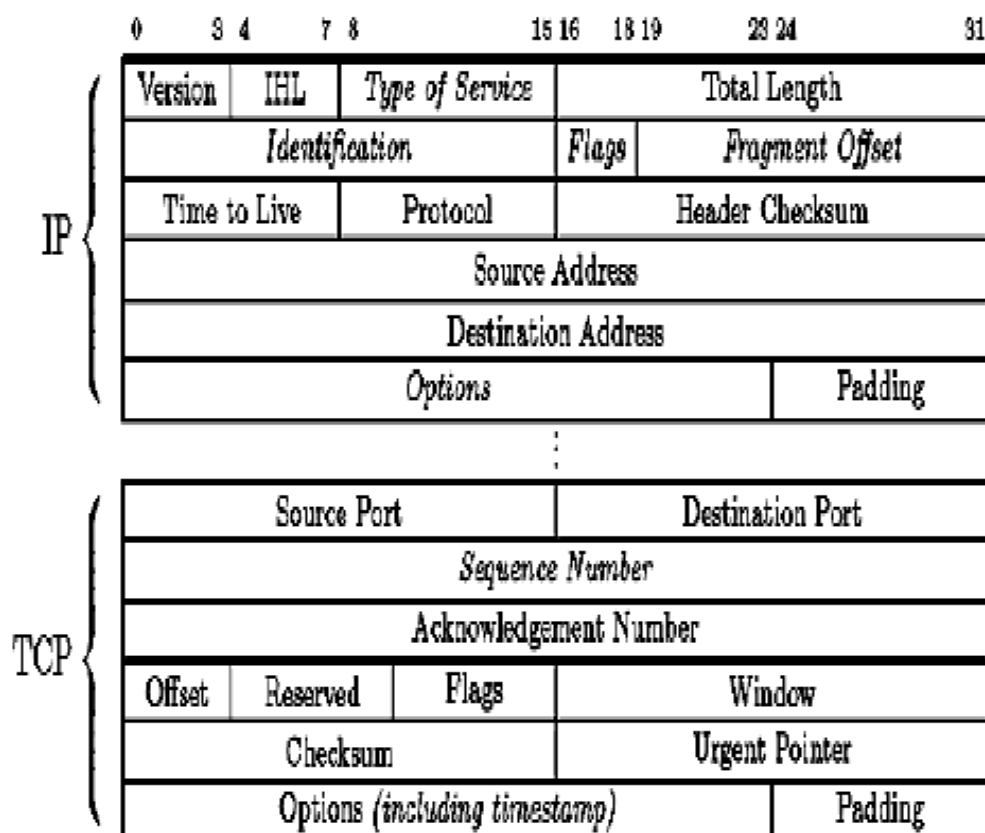 0 3 4 7 8 15 16 18 19 23 24 31
Version IHL Type of Service Total Length
Identification Flags Fragment Offset
Time to Live Protocol Header Checksum
IP
Source Address
Destination Address
Options Padding
Source Port Destination Port
Sequence Number
Acknowledgement Number
TCP
Offset Reserved Flags Window
Checksum Urgent Pointer
Options (including timestamp) Padding